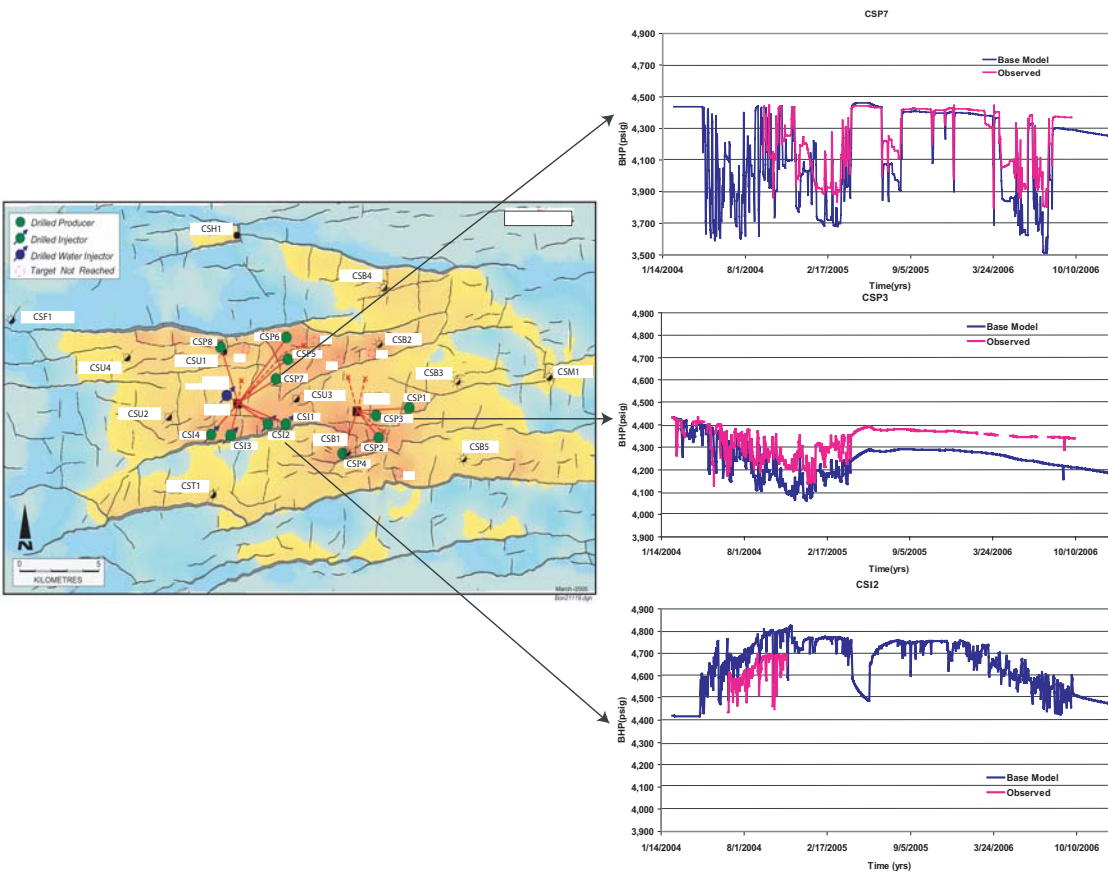 CSP7
4,900
4,700
4,500
4,300
4,100
3,900
3,700
3,500
BHP(psig)
Base Model
Observed
1/14/2004 8/1/2004 2/17/2005 9/5/2005 3/24/2006 10/10/2006
Time(yrs)
Drilled Producer
Drilled Injector
Drilled Water Injector
Target Not Reached
CSH1
CSB4
CSF1
CSP6
CSP8
CSP5
CSB2
CSU1
CSU4
CSP7
CSB3
CSM1
CSU3
CSP1
CSU2
CSP3
CSI1
CSI4
CSI2
CSI3
CSB1
CSP2
CSB5
CSP4
CST1
N
0 5
KILOMETRES
March -2005
CSP3
4,900
4,800
4,700
4,600
4,500
4,400
4,300
4,200
4,100
4,000
3,900
BHP(psig)
Base Model
Observed
1/14/2004 8/1/2004 2/17/2005 9/5/2005 3/24/2006 10/10/2006
Time(yrs)
CSI2
4,900
4,800
4,700
4,600
4,500
4,400
4,300
4,200
4,100
4,000
3,900
BHP(psig)
Base Model
Observed
1/14/2004 8/1/2004 2/17/2005 9/5/2005 3/24/2006 10/10/2006
Time (yrs)